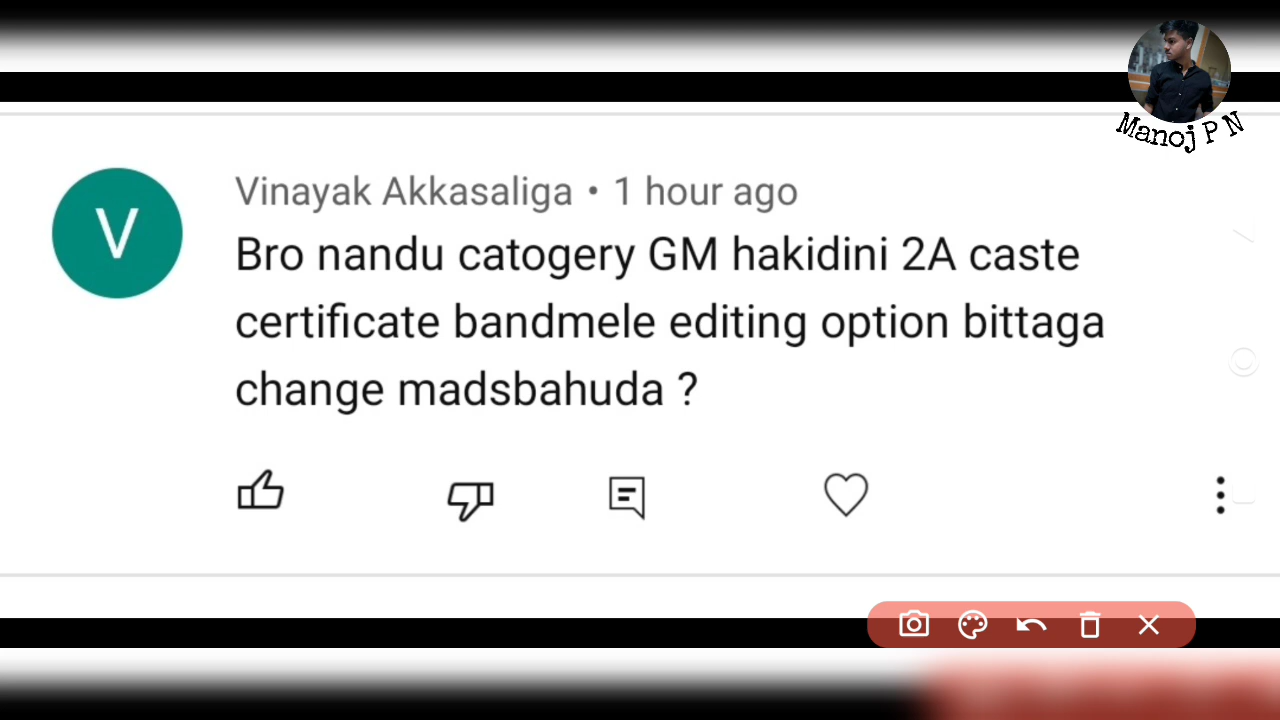 Manoj P N
V
Vinayak Akkasaliga • 1 hour ago
Bro nandu catogery GM hakidini 2A caste
certificate bandmele editing option bittaga
change madsbahuda ?